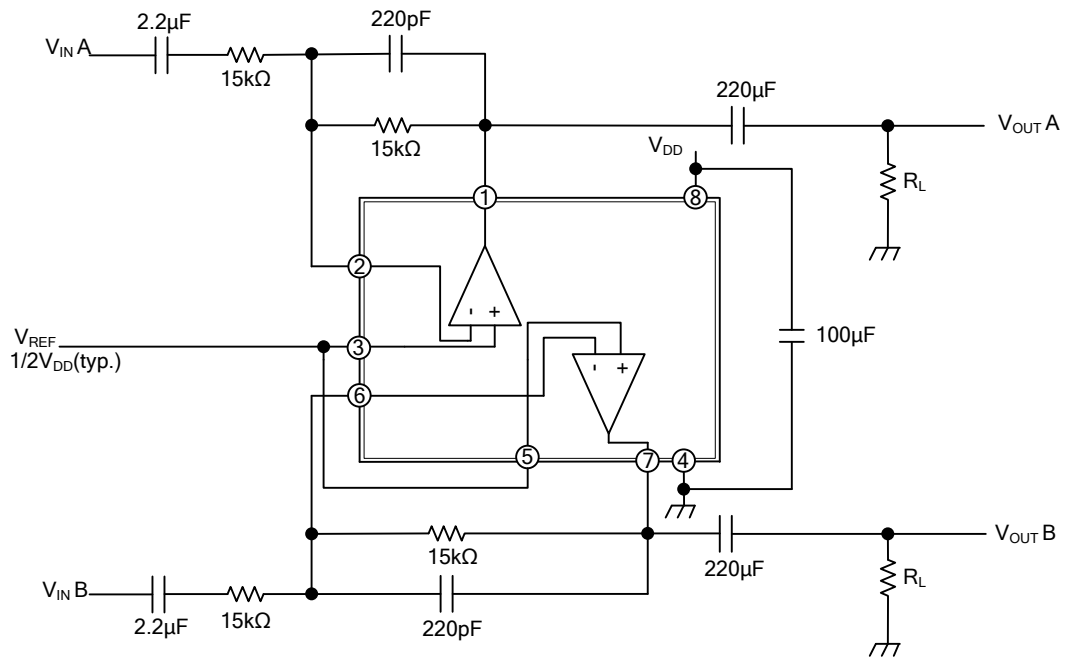 2.2μF
220pF
VIN A
15kΩ
220μF
15kΩ
VOUT A
VDD
RL
1
8
2
- +
VREF
1/2VDD(typ.)
3
100μF
- +
6
5
7
4
15kΩ
VOUT B
220μF
RL
VIN B
15kΩ
2.2μF
220pF